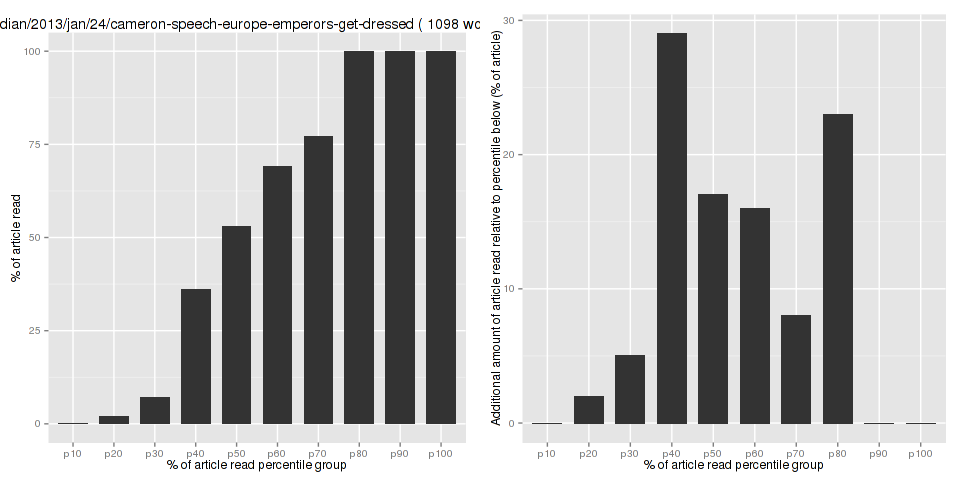 dian/2013/jan/24/cameron-speech-europe-emperors-get-dressed ( 1098 wo
% of article read
100
75
50
25
0
p10 p20 p30 p40 p50 p60 p70 p80 p90 p100
% of article read percentile group
Additional amount of article read relative to percentile below (% of article)
30
20
10
0
p10 p20 p30 p40 p50 p60 p70 p80 p90 p100
% of article read percentile group